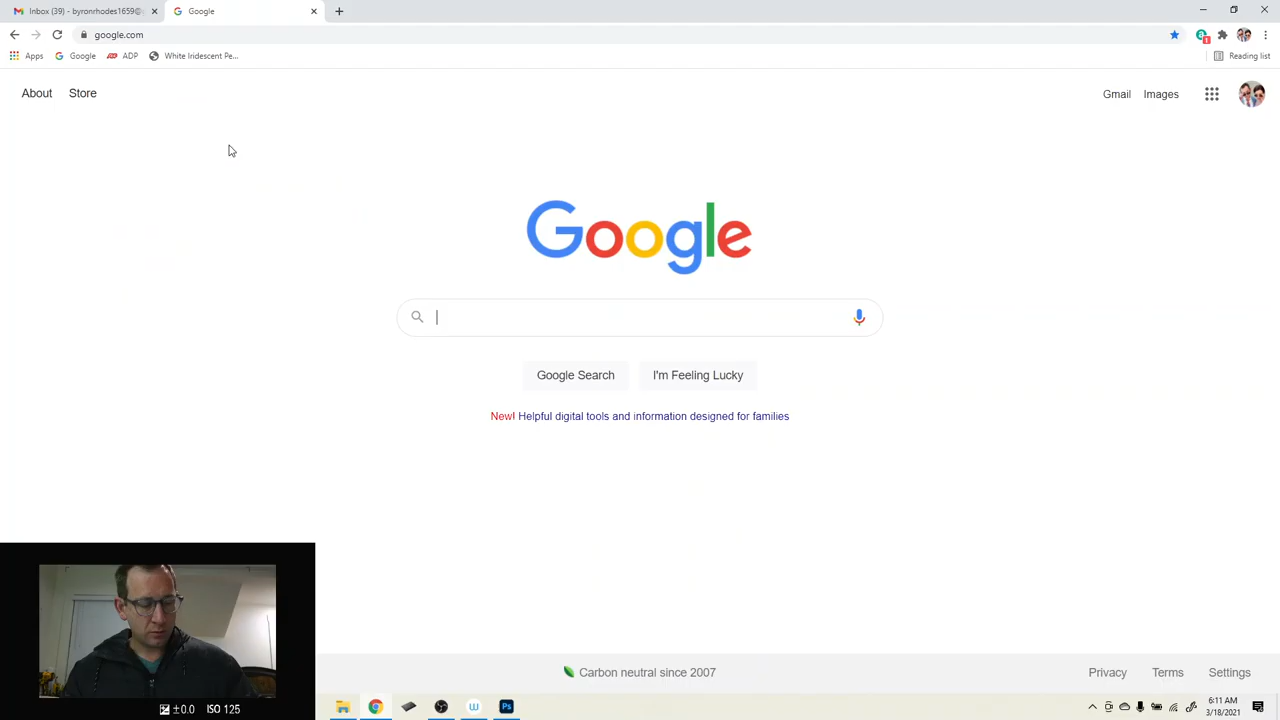 Inbox (39) - byronrhodes1659@g
Google
google.com
Apps
Google
ADP
White Iridescent Pe...
Reading list
About
Store
Gmail
Images
Google
Google Search
I'm Feeling Lucky
New! Helpful digital tools and information designed for families
±0.0
ISO 125
Carbon neutral since 2007
Privacy
Terms
Settings
a
1
W
Ps
6:11 AM
3/18/2021